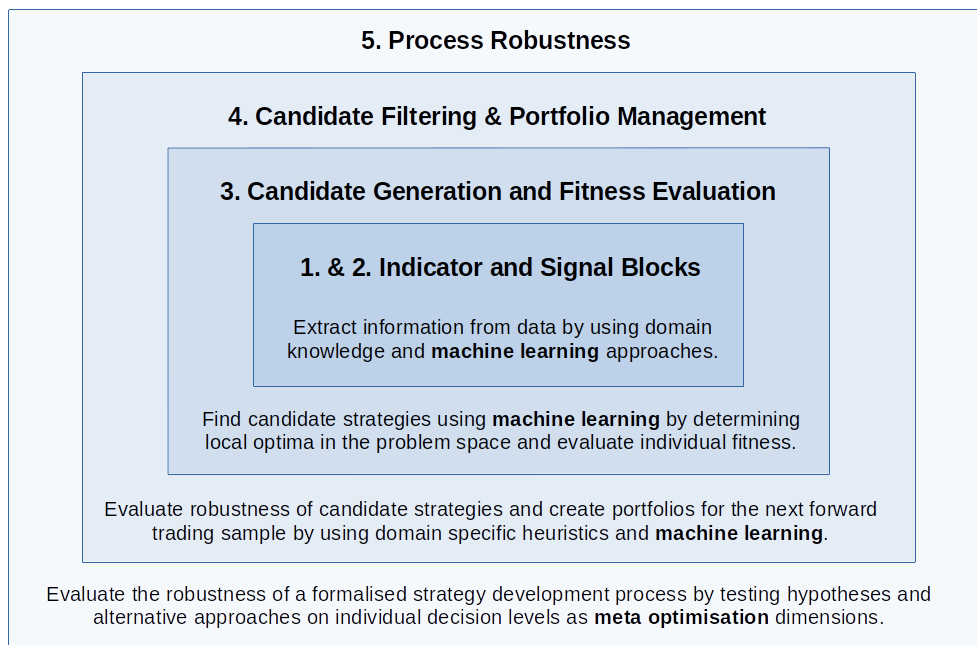 5. Process Robustness
4. Candidate Filtering & Portfolio Management
3. Candidate Generation and Fitness Evaluation
1. & 2. Indicator and Signal Blocks
Extract information from data by using domain
knowledge and machine learning approaches.
Find candidate strategies using machine learning by determining
local optima in the problem space and evaluate individual fitness.
Evaluate robustness of candidate strategies and create portfolios for the next forward
trading sample by using domain specific heuristics and machine learning.
Evaluate the robustness of a formalised strategy development process by testing hypotheses and
alternative approaches on individual decision levels as meta optimisation dimensions.